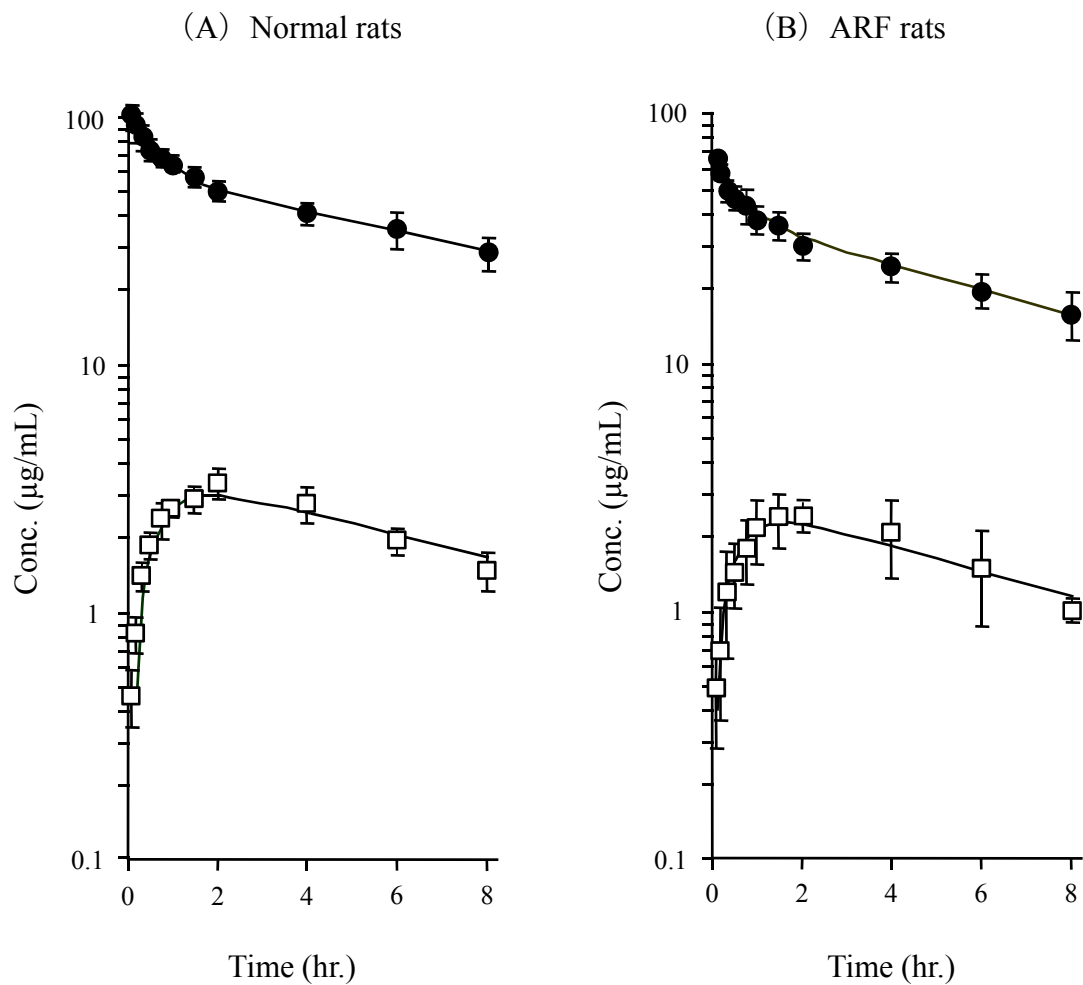 (A) Normal rats
100
10
1
0.1
Conc. (μg/mL)
0 2 4 6 8
Time (hr.)
(B) ARF rats
100
10
1
0.1
Conc. (μg/mL)
0 2 4 6 8
Time (hr.)